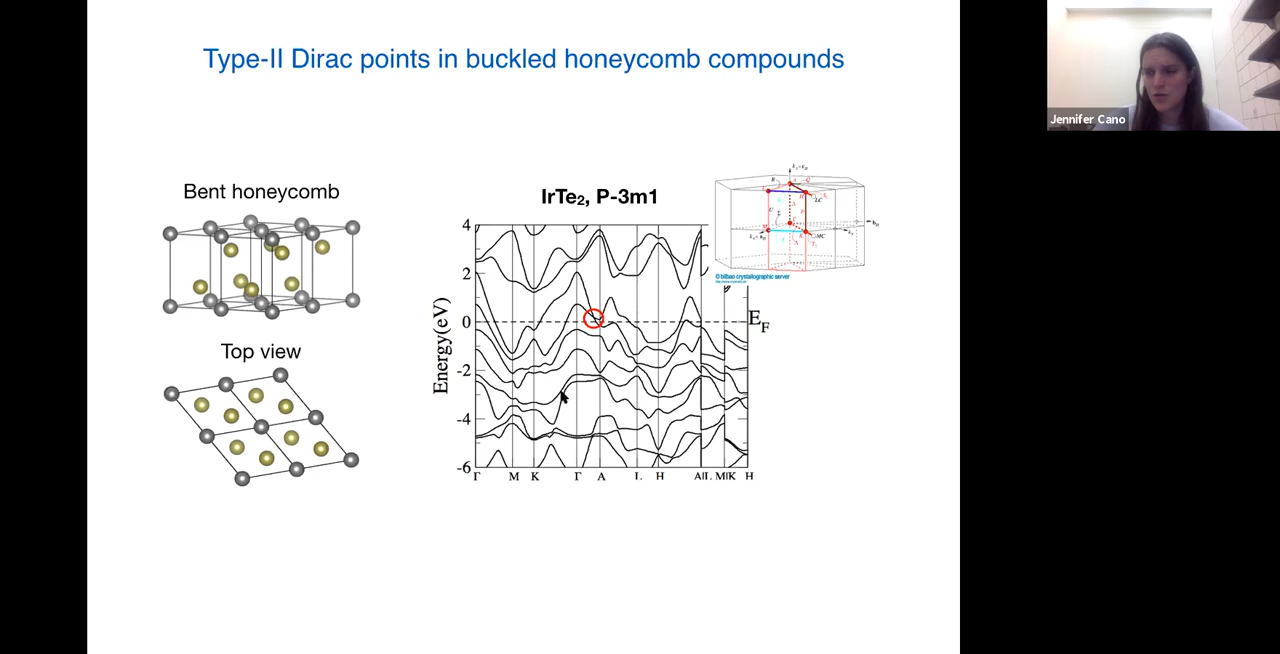 Type-II Dirac points in buckled honeycomb compounds
Jennifer Cano
Bent honeycomb
IrTe₂, P-3m1
Top view
© bilbao crystallographic server
Energy(eV)
4
2
0
-2
-4
-6
E_F
Γ M K Γ A L H A|L M|K H